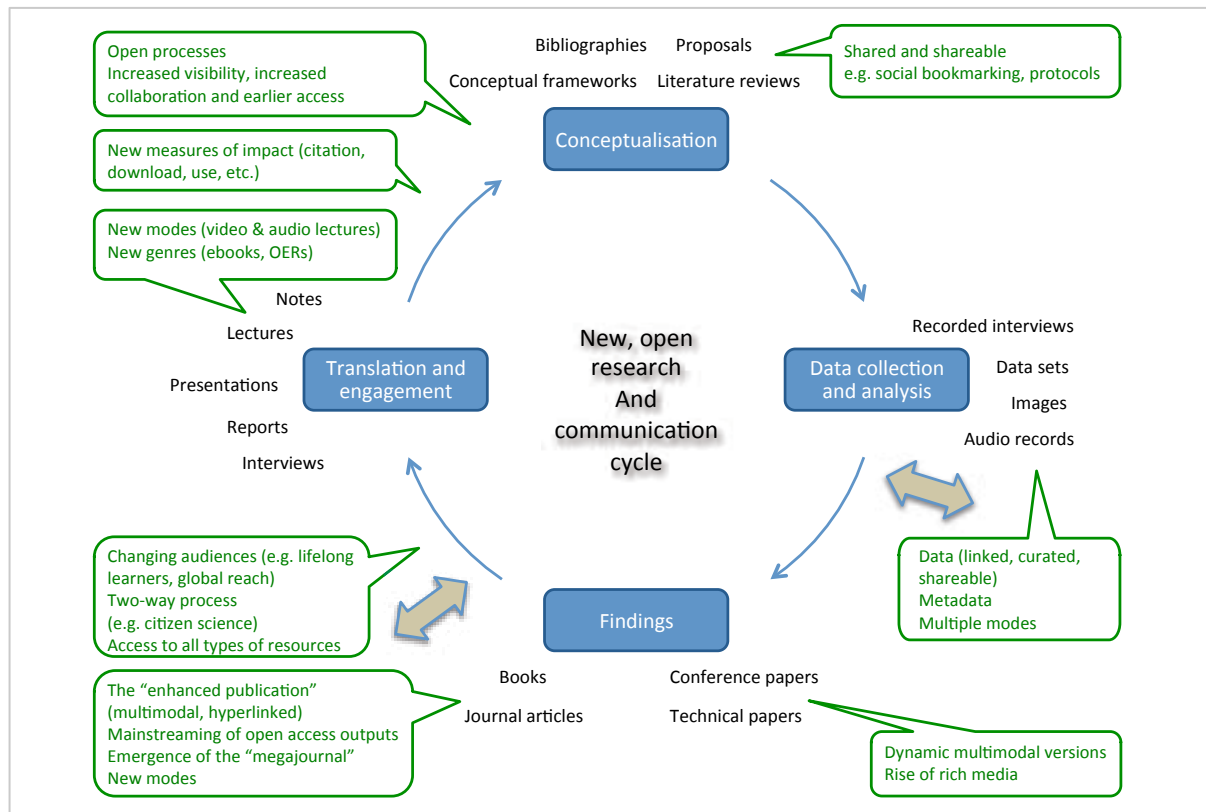 Open processes
Increased visibility, increased
collaboration and earlier access
Bibliographies
Proposals
Conceptual frameworks
Literature reviews
Shared and shareable
e.g. social bookmarking, protocols
Conceptualisation
New measures of impact (citation,
download, use, etc.)
New modes (video & audio lectures)
New genres (ebooks, OERs)
Notes
Lectures
Presentations
Reports
Interviews
Translation and
engagement
New, open
research
And
communication
cycle
Data collection
and analysis
Recorded interviews
Data sets
Images
Audio records
Data (linked, curated,
shareable)
Metadata
Multiple modes
Changing audiences (e.g. lifelong
learners, global reach)
Two-way process
(e.g. citizen science)
Access to all types of resources
Findings
Books
Journal articles
Conference papers
Technical papers
The “enhanced publication”
(multimodal, hyperlinked)
Mainstreaming of open access outputs
Emergence of the “megajournal”
New modes
Dynamic multimodal versions
Rise of rich media